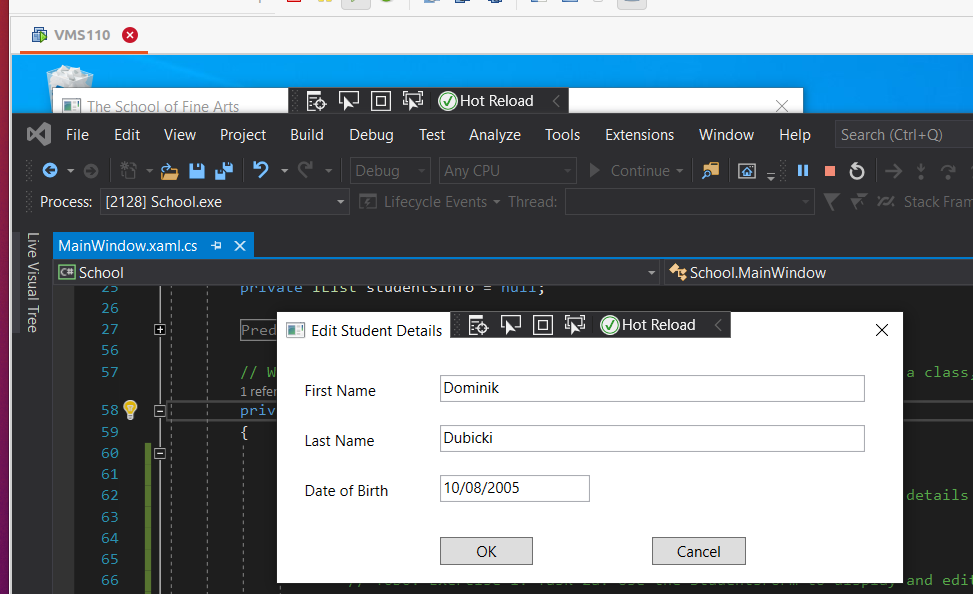 VMS110
The School of Fine Arts
Hot Reload
File Edit View Project Build Debug Test Analyze Tools Extensions Window Help Search (Ctrl+Q)
Debug Any CPU Continue
Process: [2128] School.exe Lifecycle Events Thread: Stack Fram
Live Visual Tree
MainWindow.xaml.cs
C# School School.MainWindow
25 private IList studentsInfo = null;
26
27 Pred
56
57 // W a class,
1 refer
58 priv
59 {
60
61
62 details
63
64
65
66 and edit
Edit Student Details Hot Reload
First Name Dominik
Last Name Dubicki
Date of Birth 10/08/2005
OK Cancel